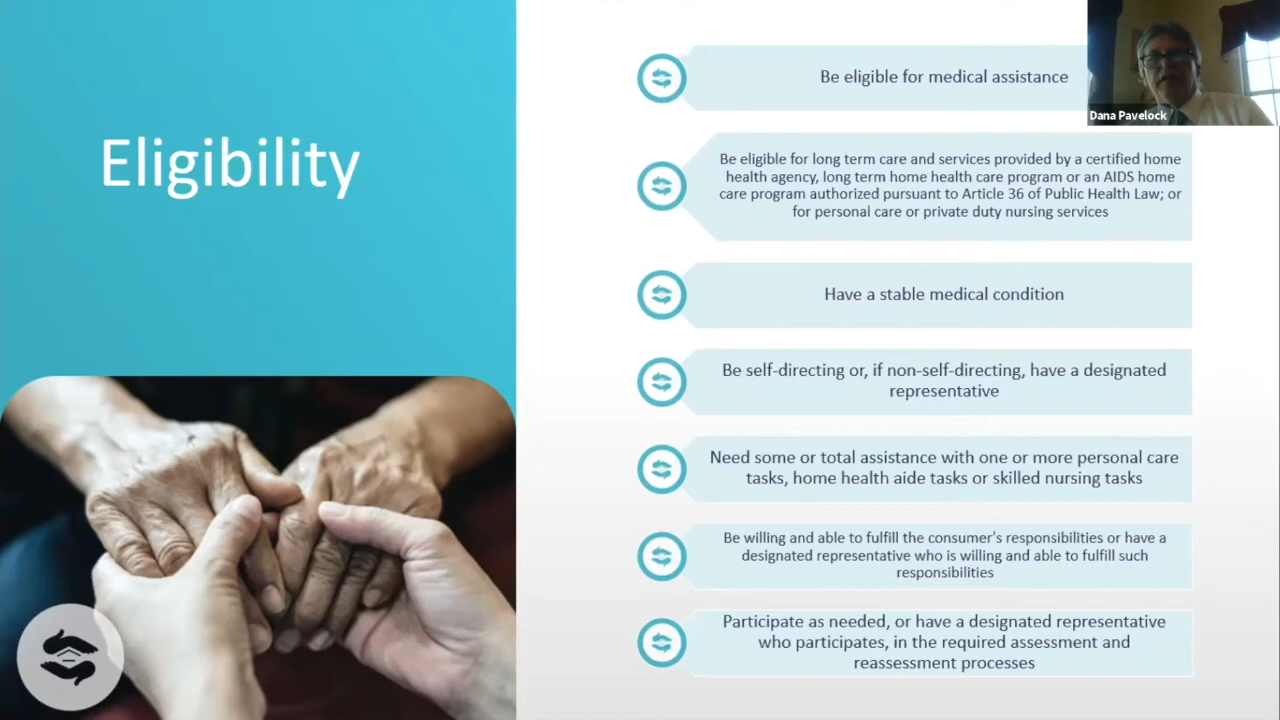 Eligibility
Be eligible for medical assistance
Dana Pavelock
Be eligible for long term care and services provided by a certified home
health agency, long term home health care program or an AIDS home
care program authorized pursuant to Article 36 of Public Health Law; or
for personal care or private duty nursing services
Have a stable medical condition
Be self-directing or, if non-self-directing, have a designated
representative
Need some or total assistance with one or more personal care
tasks, home health aide tasks or skilled nursing tasks
Be willing and able to fulfill the consumer's responsibilities or have a
designated representative who is willing and able to fulfill such
responsibilities
Participate as needed, or have a designated representative
who participates, in the required assessment and
reassessment processes